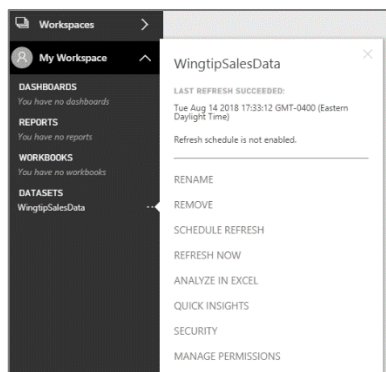 Workspaces
My Workspace
DASHBOARDS
You have no dashboards
REPORTS
You have no reports
WORKBOOKS
You have no workbooks
DATASETS
WingtipSalesData
WingtipSalesData
LAST REFRESH SUCCEEDED:
Tue Aug 14 2018 17:33:12 GMT-0400 (Eastern
Daylight Time)
Refresh schedule is not enabled.
RENAME
REMOVE
SCHEDULE REFRESH
REFRESH NOW
ANALYZE IN EXCEL
QUICK INSIGHTS
SECURITY
MANAGE PERMISSIONS